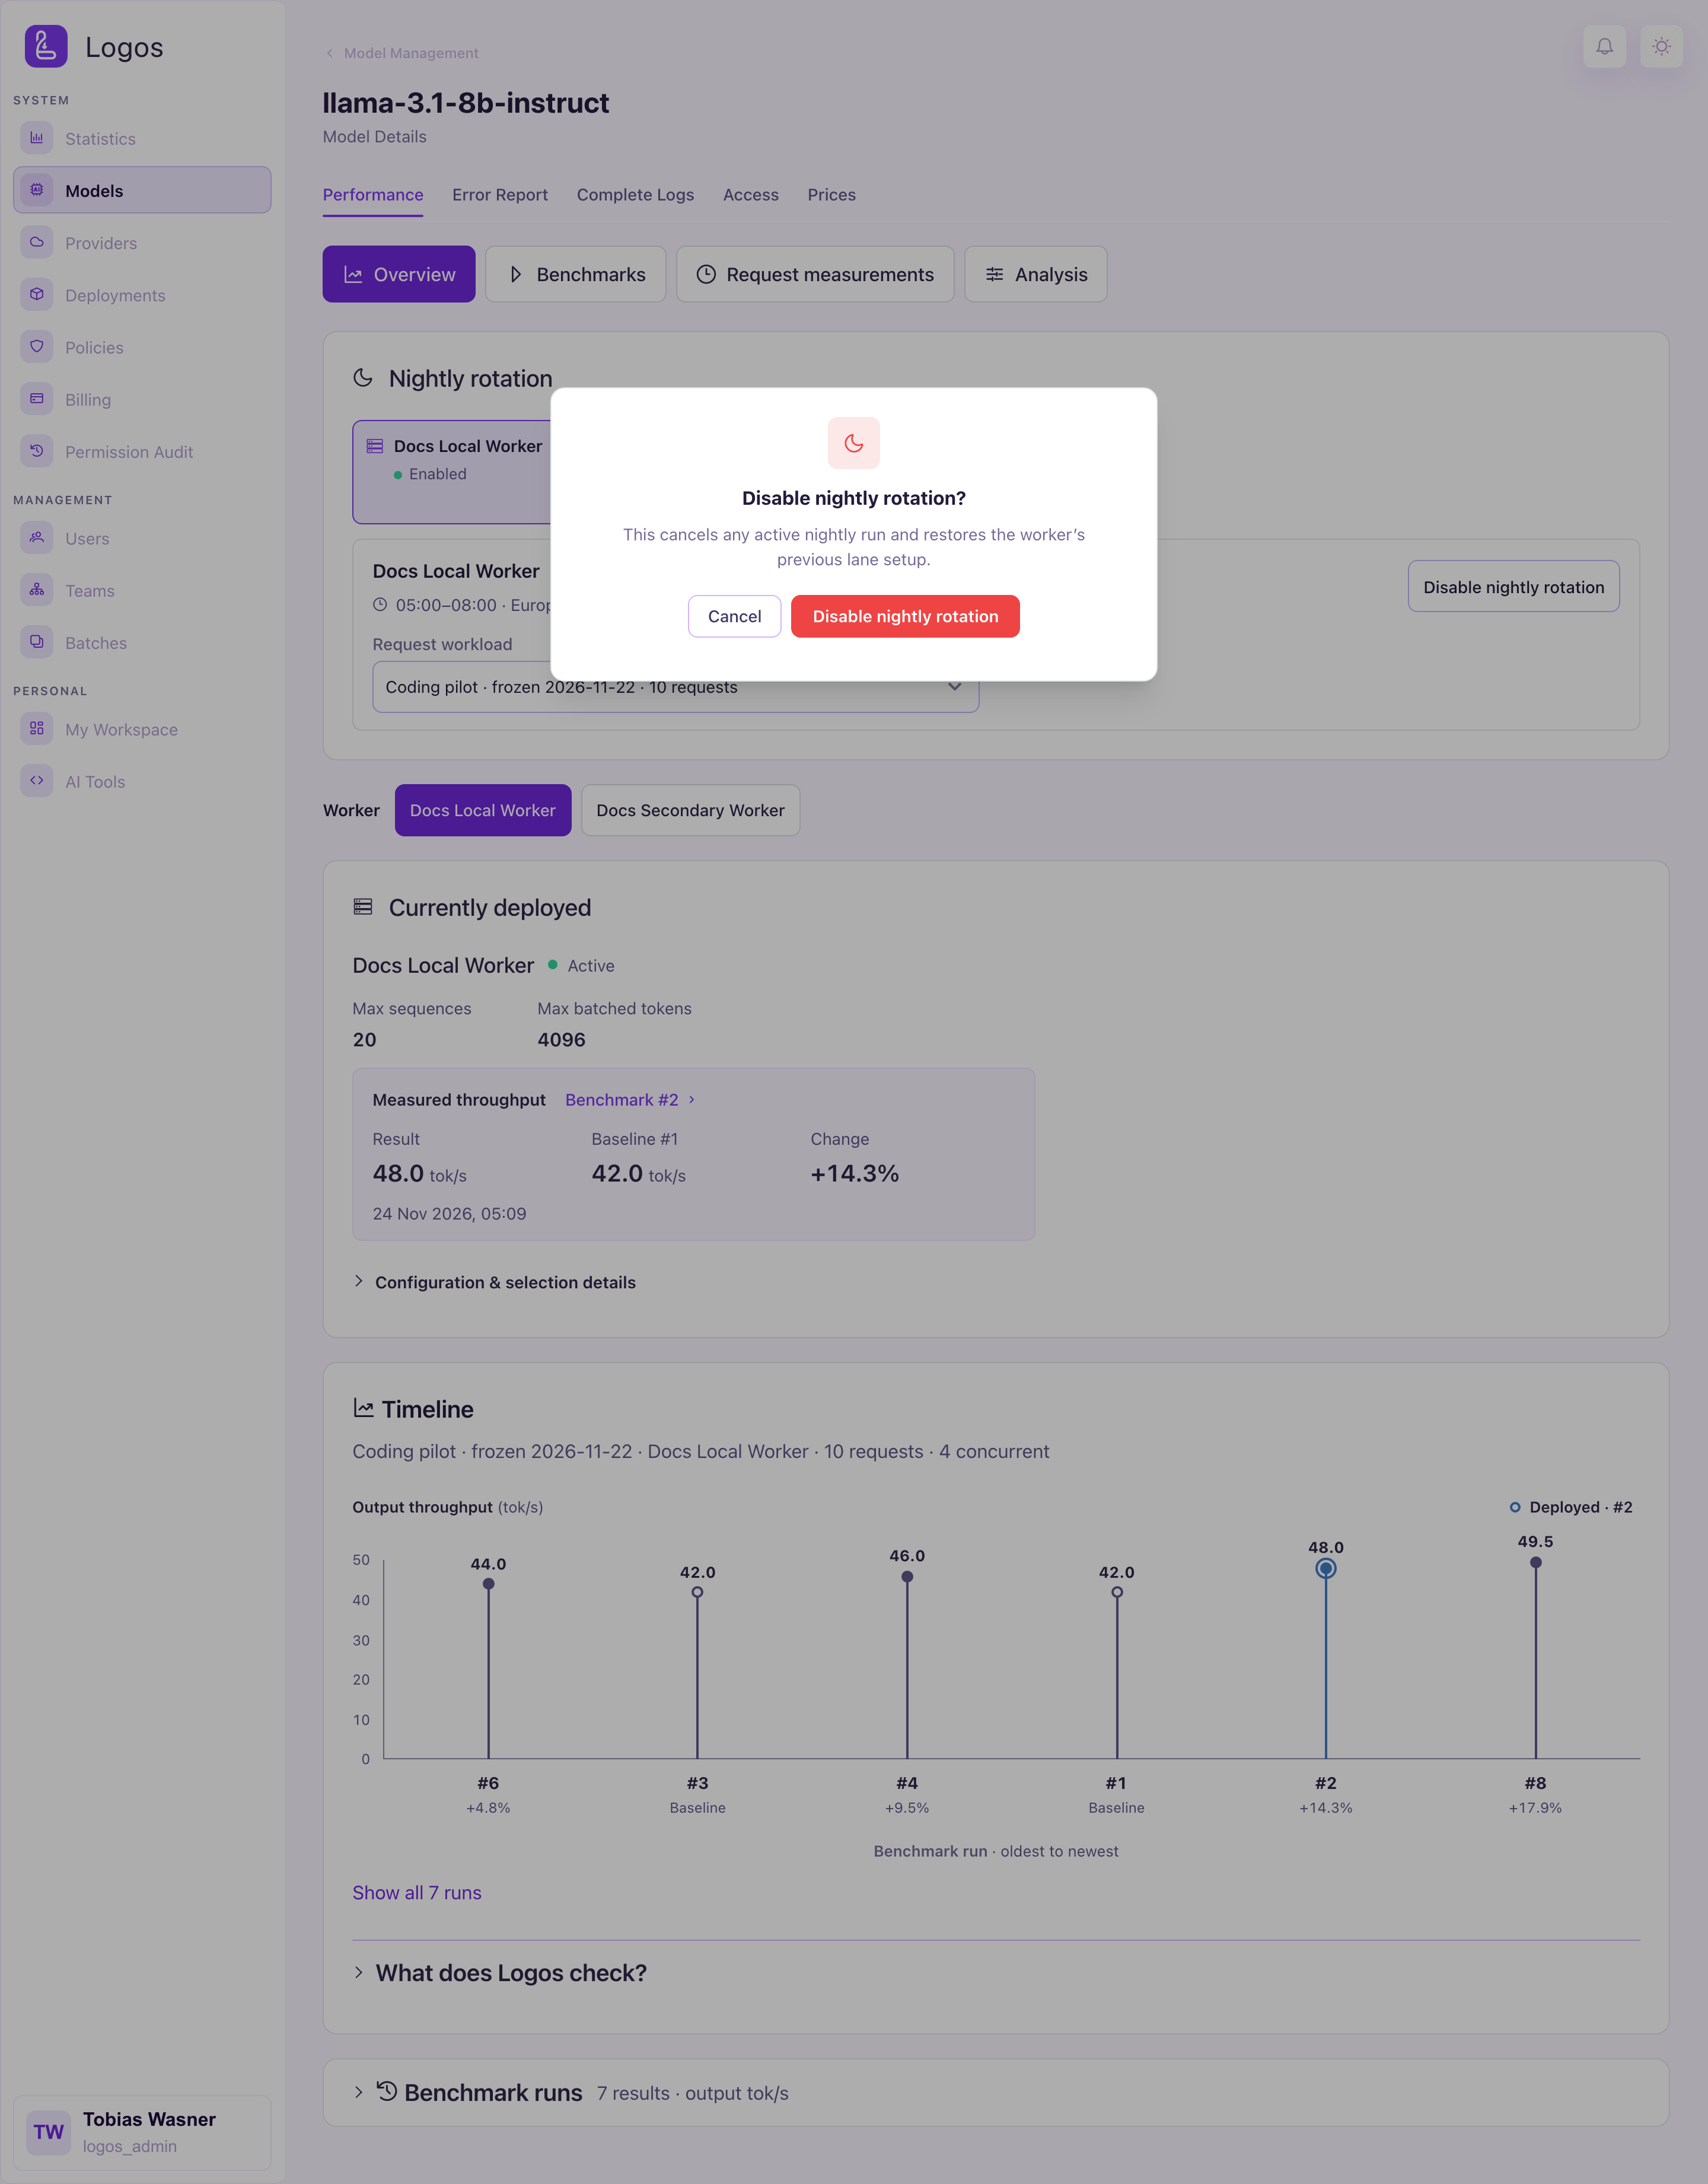 Logos
SYSTEM
Statistics
Models
Providers
Deployments
Policies
Billing
Permission Audit
MANAGEMENT
Users
Teams
Batches
PERSONAL
My Workspace
AI Tools
TW
Tobias Wasner
logos_admin
Model Management
llama-3.1-8b-instruct
Model Details
Performance Error Report Complete Logs Access Prices
Overview Benchmarks Request measurements Analysis
Nightly rotation
Docs Local Worker
Enabled
Disable nightly rotation?
This cancels any active nightly run and restores the worker’s
previous lane setup.
Cancel Disable nightly rotation
Docs Local Worker
05:00–08:00 ·
Disable nightly rotation
Request workload
Coding pilot · frozen 2026-11-22 · 10 requests
Worker Docs Local Worker Docs Secondary Worker
Currently deployed
Docs Local Worker Active
Max sequences Max batched tokens
20 4096
Measured throughput Benchmark #2
Result Baseline #1 Change
48.0 tok/s 42.0 tok/s +14.3%
24 Nov 2026, 05:09
Configuration & selection details
Timeline
Coding pilot · frozen 2026-11-22 · Docs Local Worker · 10 requests · 4 concurrent
Output throughput (tok/s) Deployed · #2
50
40
30
20
10
0
44.0 42.0 46.0 42.0 48.0 49.5
#6 #3 #4 #1 #2 #8
+4.8% Baseline +9.5% Baseline +14.3% +17.9%
Benchmark run · oldest to newest
Show all 7 runs
What does Logos check?
Benchmark runs 7 results · output tok/s